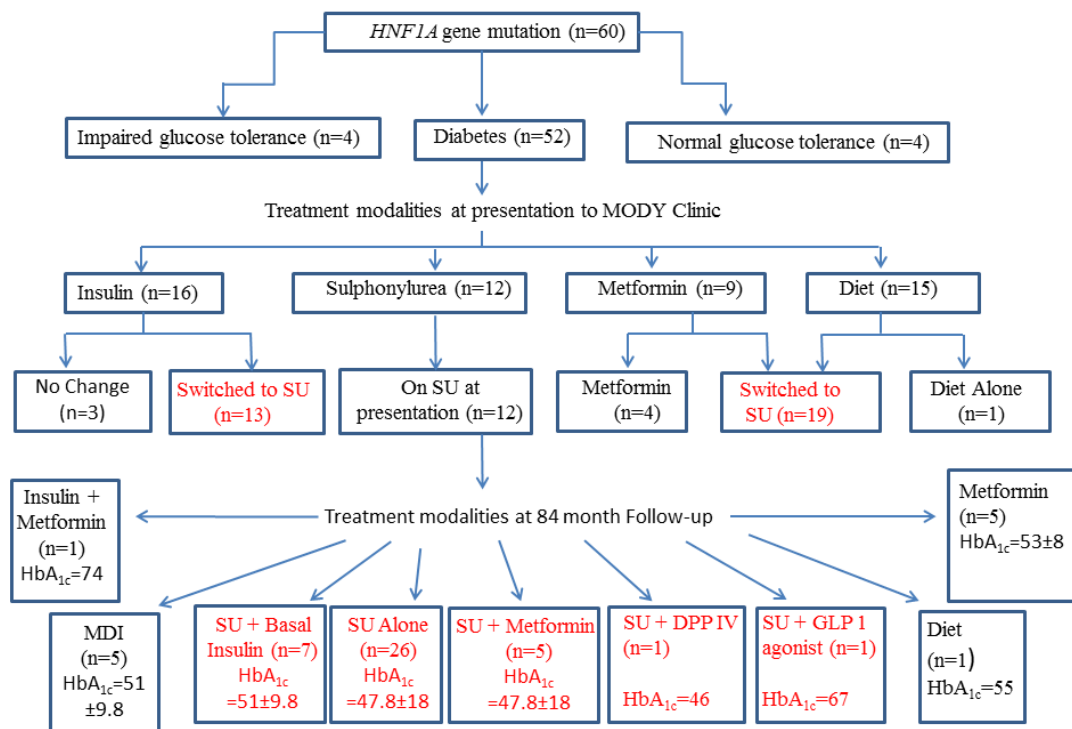 HNF1A gene mutation (n=60)
Impaired glucose tolerance (n=4)
Diabetes (n=52)
Normal glucose tolerance (n=4)
Treatment modalities at presentation to MODY Clinic
Insulin (n=16)
Sulphonylurea (n=12)
Metformin (n=9)
Diet (n=15)
No Change
(n=3)
Switched to SU
(n=13)
On SU at
presentation (n=12)
Metformin
(n=4)
Switched to
SU (n=19)
Diet Alone
(n=1)
Insulin +
Metformin
(n=1)
HbA1c=74
Treatment modalities at 84 month Follow-up
Metformin
(n=5)
HbA1c=53±8
MDI
(n=5)
HbA1c=51
±9.8
SU + Basal
Insulin (n=7)
HbA1c
=51±9.8
SU Alone
(n=26)
HbA1c
=47.8±18
SU + Metformin
(n=5)
HbA1c
=47.8±18
SU + DPP IV
(n=1)
HbA1c=46
SU + GLP 1
agonist (n=1)
HbA1c=67
Diet
(n=1)
HbA1c=55